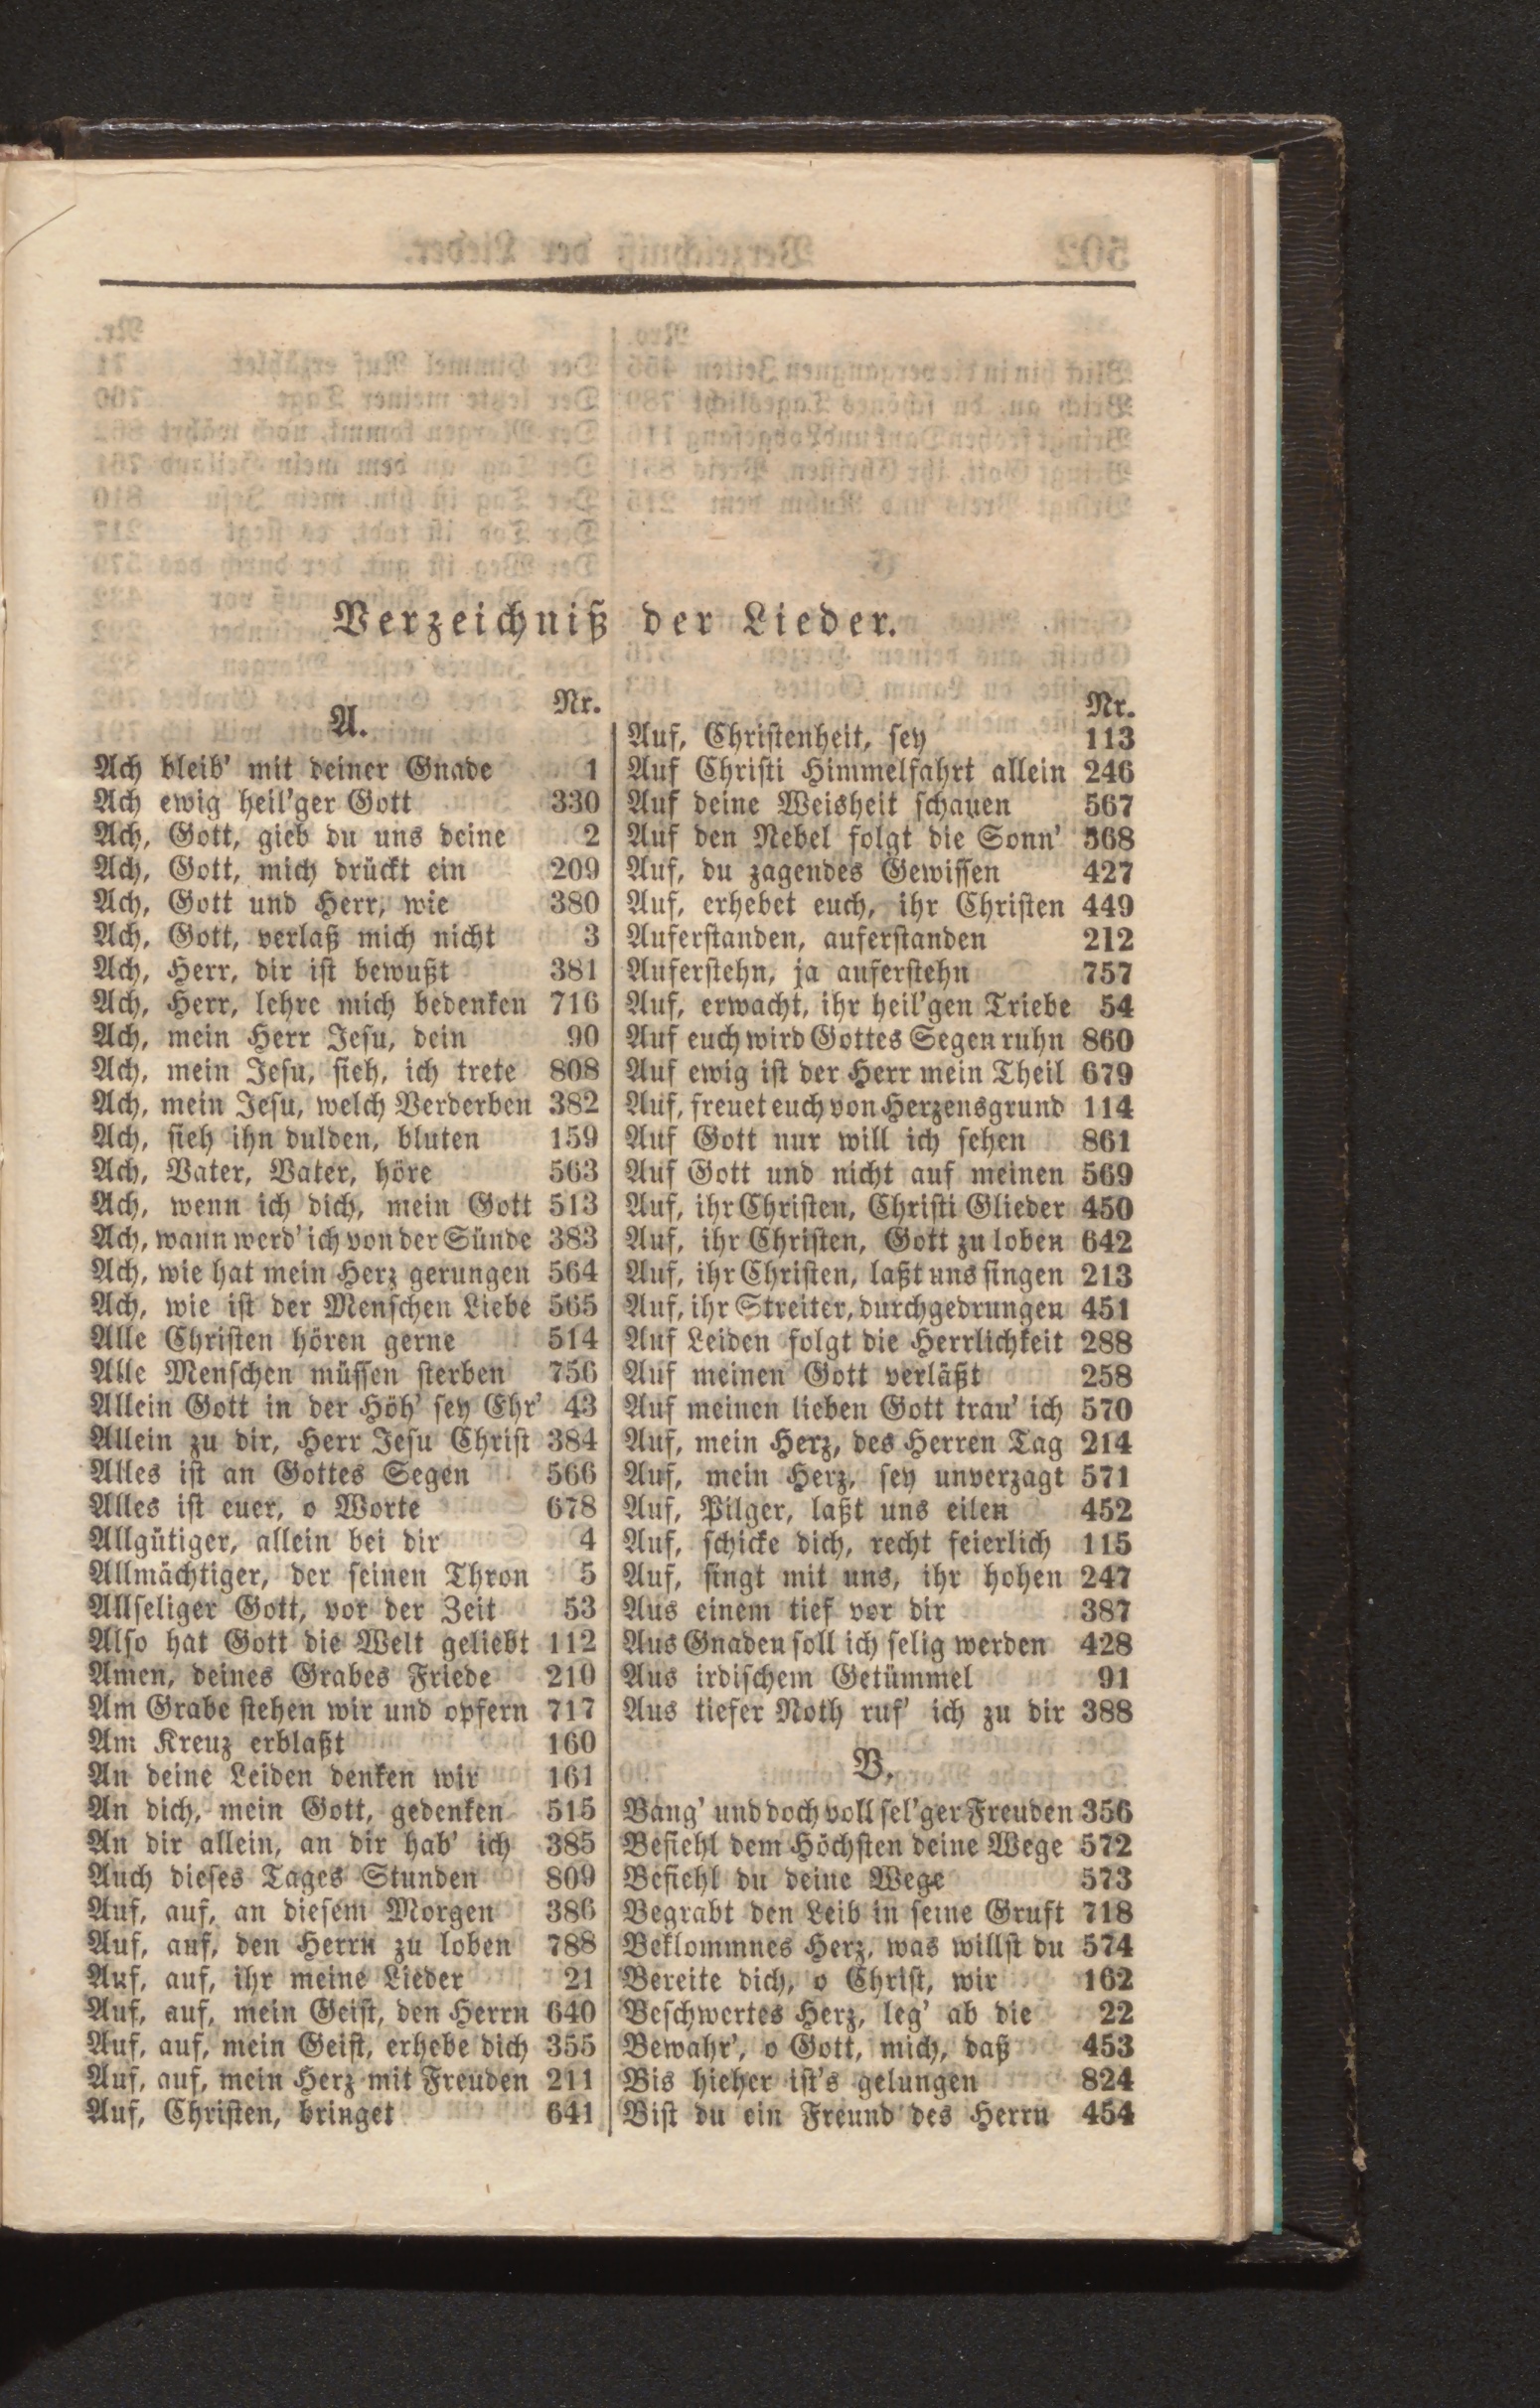 Verzeichniß der Lieder.
Nr.
A.
Ach bleib' mit deiner Gnade 1
Ach ewig heil'ger Gott 330
Ach, Gott, gieb du uns deine 2
Ach, Gott, mich drückt ein 209
Ach, Gott und Herr, wie 380
Ach, Gott, verlaß mich nicht 3
Ach, Herr, dir ist bewußt 381
Ach, Herr, lehre mich bedenken 716
Ach, mein Herr Jesu, dein 90
Ach, mein Jesu, sieh, ich trete 808
Ach, mein Jesu, welch Verderben 382
Ach, sieh ihn dulden, bluten 159
Ach, Vater, Vater, höre 563
Ach, wenn ich dich, mein Gott 513
Ach, wann werd' ich von der Sünde 383
Ach, wie hat mein Herz gerungen 564
Ach, wie ist der Menschen Liebe 565
Alle Christen hören gerne 514
Alle Menschen müssen sterben 756
Allein Gott in der Höh' sey Ehr' 43
Allein zu dir, Herr Jesu Christ 384
Alles ist an Gottes Segen 566
Alles ist euer, o Worte 678
Allgütiger, allein bei dir 4
Allmächtiger, der seinen Thron 5
Allseliger Gott, vor der Zeit 53
Also hat Gott die Welt geliebt 112
Amen, deines Grabes Friede 210
Am Grabe stehen wir und opfern 717
Am Kreuz erblaßt 160
An deine Leiden denken wir 161
An dich, mein Gott, gedenken 515
An dir allein, an dir hab' ich 385
Auch dieses Tages Stunden 809
Auf, auf, an diesem Morgen 386
Auf, auf, den Herrn zu loben 788
Auf, auf, ihr meine Lieder 21
Auf, auf, mein Geist, den Herrn 640
Auf, auf, mein Geist, erhebe dich 355
Auf, auf, mein Herz mit Freuden 211
Auf, Christen, bringet 641
Nr.
Auf, Christenheit, sey 113
Auf Christi Himmelfahrt allein 246
Auf deine Weisheit schauen 567
Auf den Nebel folgt die Sonn' 568
Auf, du zagendes Gewissen 427
Auf, erhebet euch, ihr Christen 449
Auferstanden, auferstanden 212
Auferstehn, ja auferstehn 757
Auf, erwacht, ihr heil'gen Triebe 54
Auf euch wird Gottes Segen ruhn 860
Auf ewig ist der Herr mein Theil 679
Auf, freuet euch von Herzensgrund 114
Auf Gott nur will ich sehen 861
Auf Gott und nicht auf meinen 569
Auf, ihr Christen, Christi Glieder 450
Auf, ihr Christen, Gott zu loben 642
Auf, ihr Christen, laßt uns singen 213
Auf, ihr Streiter, durchgedrungen 451
Auf Leiden folgt die Herrlichkeit 288
Auf meinen Gott verläßt 258
Auf meinen lieben Gott trau' ich 570
Auf, mein Herz, des Herren Tag 214
Auf, mein Herz, sey unverzagt 571
Auf, Pilger, laßt uns eilen 452
Auf, schicke dich, recht feierlich 115
Auf, singt mit uns, ihr hohen 247
Aus einem tief vor dir 387
Aus Gnaden soll ich selig werden 428
Aus irdischem Getümmel 91
Aus tiefer Noth ruf' ich zu dir 388
B.
Bang' und doch voll sel'ger Freuden 356
Befiehl dem Höchsten deine Wege 572
Befiehl du deine Wege 573
Begrabt den Leib in seine Gruft 718
Beklommnes Herz, was willst du 574
Bereite dich, o Christ, wir 162
Beschwertes Herz, leg' ab die 22
Bewahr', o Gott, mich, daß 453
Bis hieher ist's gelungen 824
Bist du ein Freund des Herrn 454